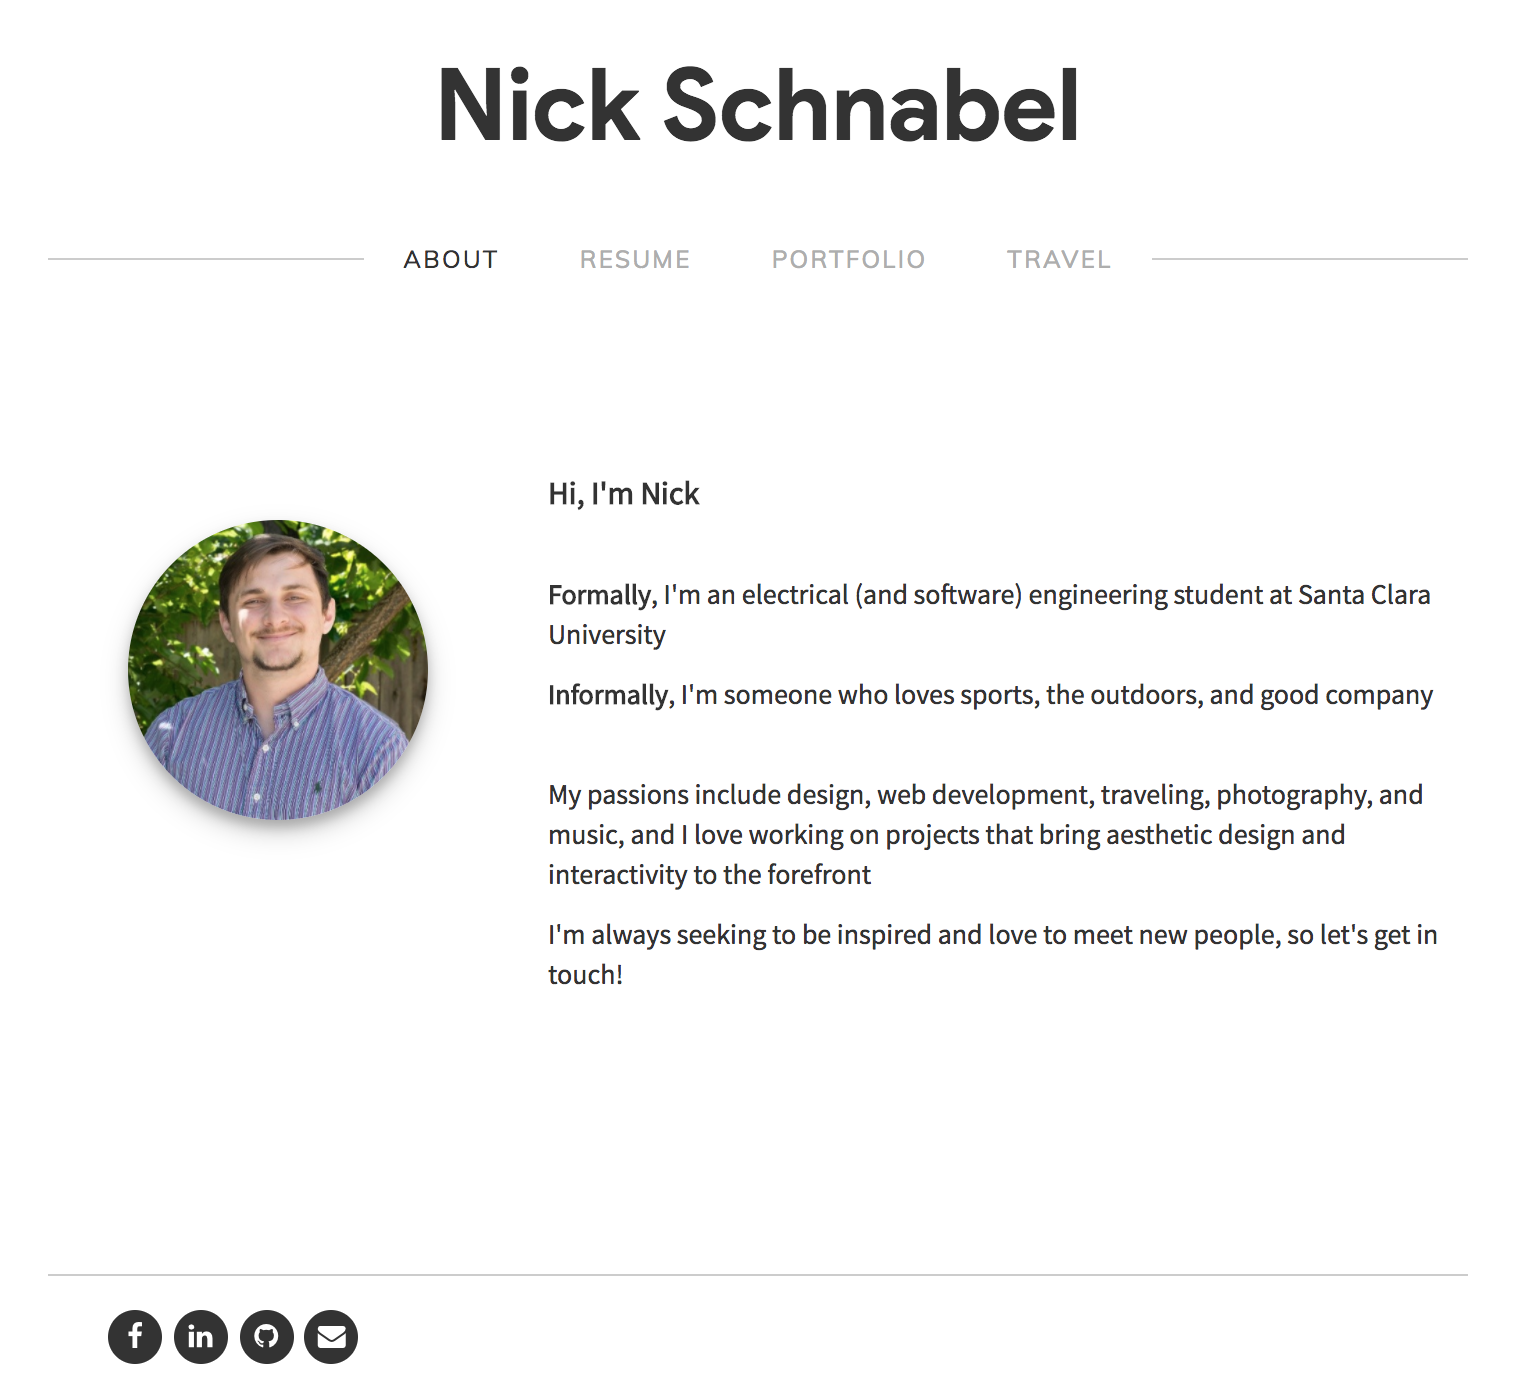 Nick Schnabel
ABOUT RESUME PORTFOLIO TRAVEL
Hi, I'm Nick
Formally, I'm an electrical (and software) engineering student at Santa Clara
University
Informally, I'm someone who loves sports, the outdoors, and good company
My passions include design, web development, traveling, photography, and
music, and I love working on projects that bring aesthetic design and
interactivity to the forefront
I'm always seeking to be inspired and love to meet new people, so let's get in
touch!